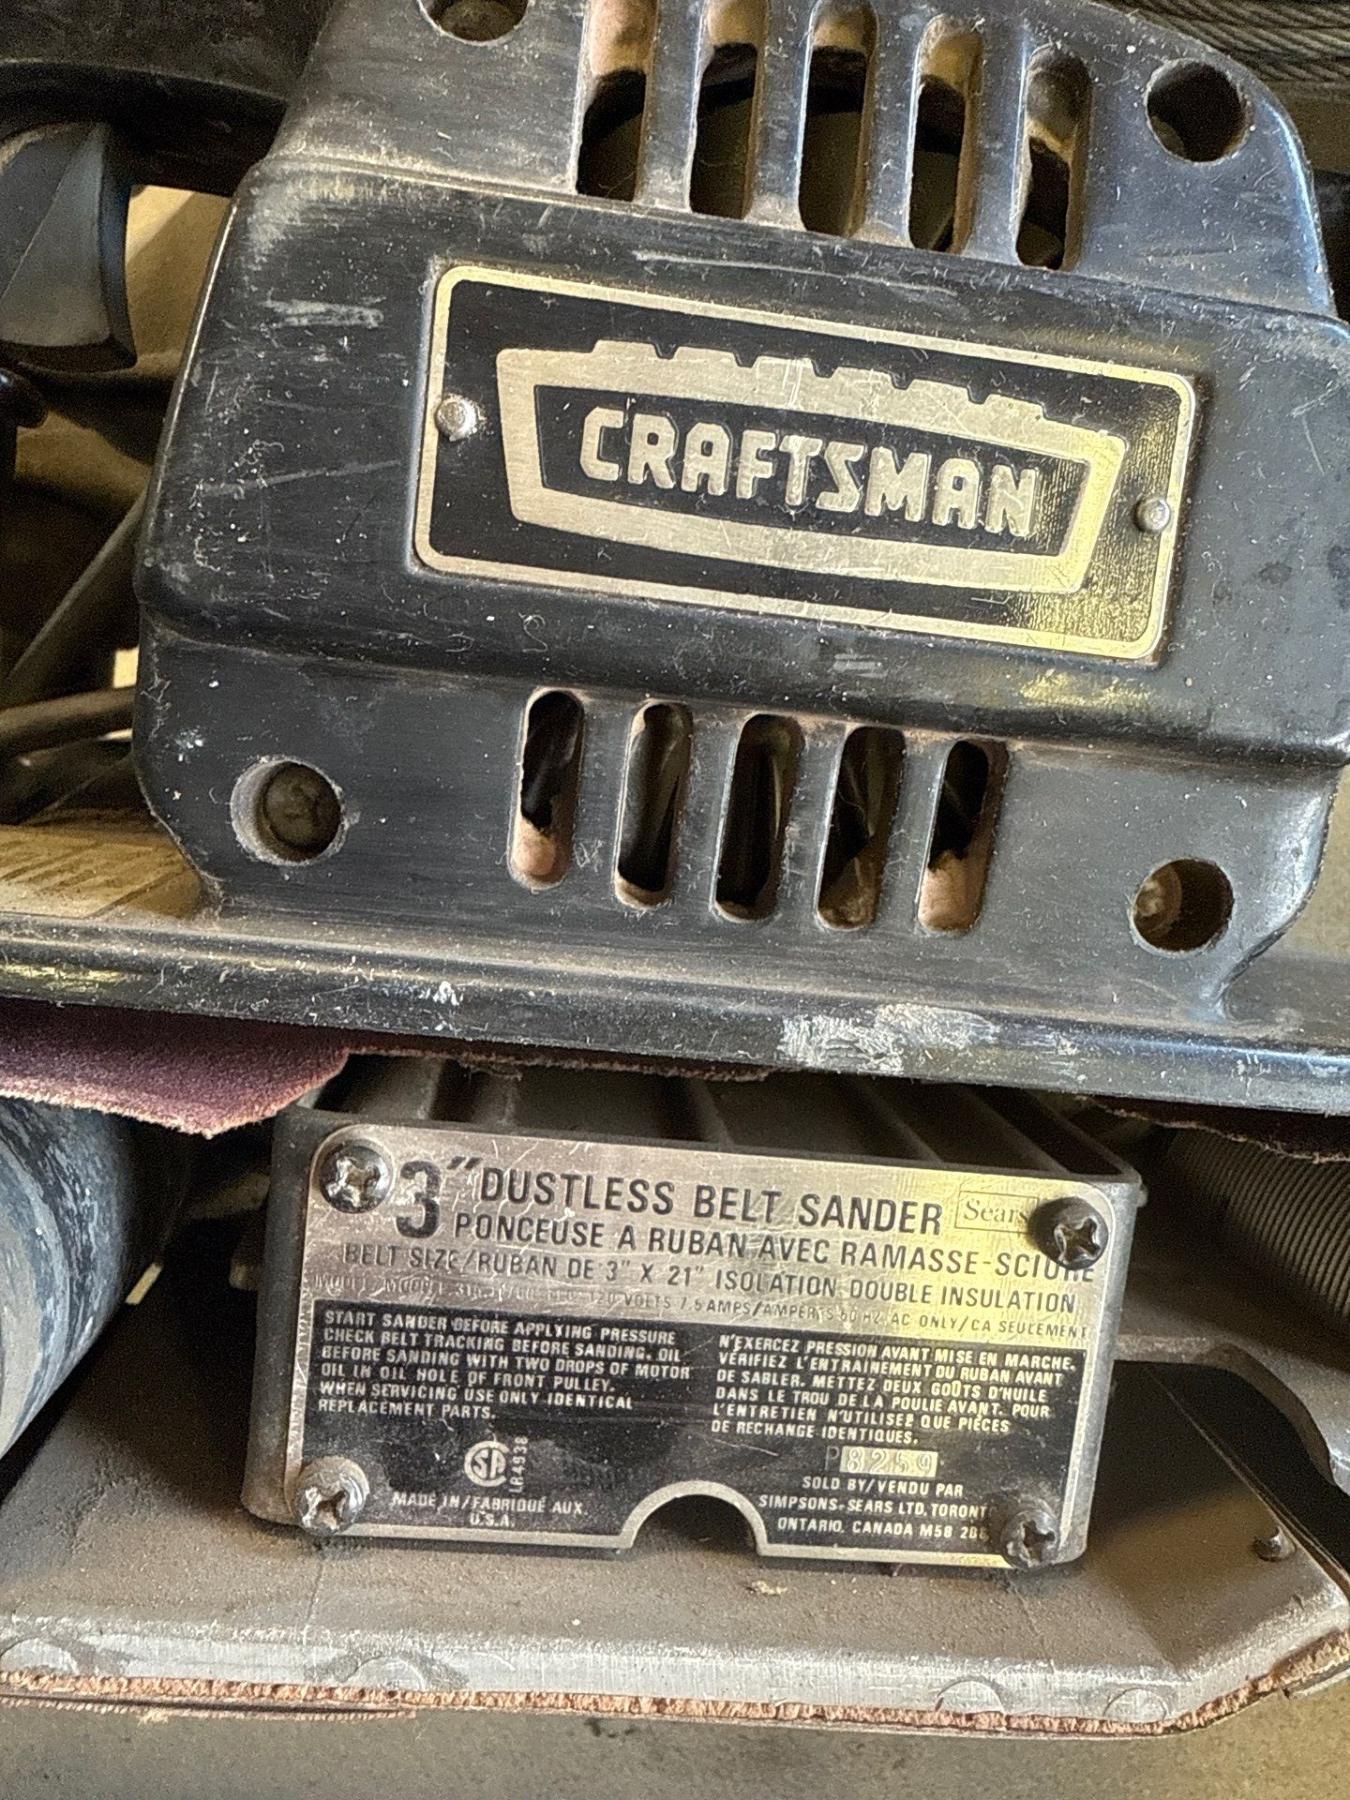 CRAFTSMAN
3" DUSTLESS BELT SANDER Sears
PONCEUSE A RUBAN AVEC RAMASSE-SCIURE
BELT SIZE/RUBAN DE 3" X 21" ISOLATION DOUBLE INSULATION
120 VOLTS 7.5 AMPS/AMPERES 60 HZ. AC ONLY/CA SEULEMENT
START SANDER BEFORE APPLYING PRESSURE
CHECK BELT TRACKING BEFORE SANDING. OIL
BEFORE SANDING WITH TWO DROPS OF MOTOR
OIL IN OIL HOLE OF FRONT PULLEY.
WHEN SERVICING USE ONLY IDENTICAL
REPLACEMENT PARTS.
SA
LR4938
MADE IN/FABRIQUÉ AUX
U.S.A.
N'EXERCEZ PRESSION AVANT MISE EN MARCHE.
VÉRIFIEZ L'ENTRAINEMENT DU RUBAN AVANT
DE SABLER. METTEZ DEUX GOÛTS D'HUILE
DANS LE TROU DE LA POULIE AVANT. POUR
L'ENTRETIEN N'UTILISEZ QUE PIÈCES
DE RECHANGE IDENTIQUES.
P8259
SOLD BY/VENDU PAR
SIMPSONS-SEARS LTD. TORONTO
ONTARIO, CANADA M5B 2B8